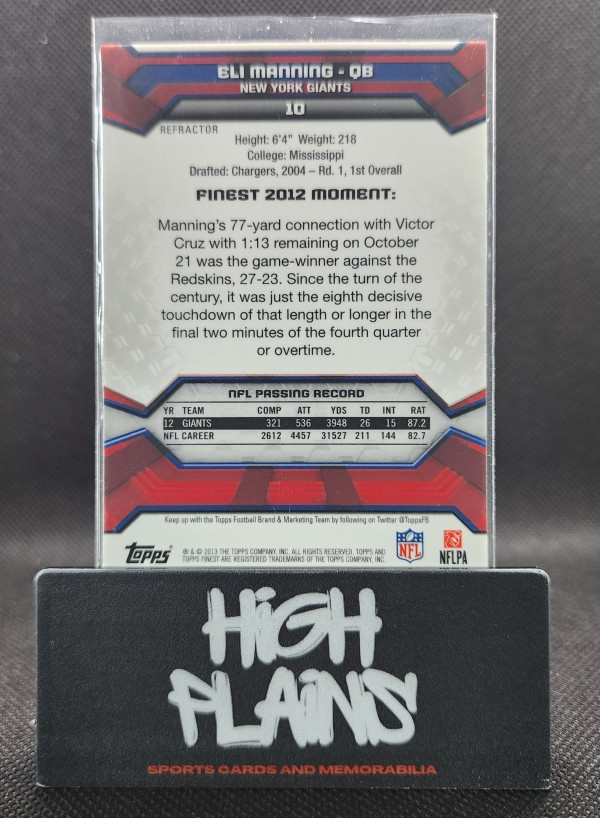 ELI MANNING - QB
NEW YORK GIANTS
10
REFRACTOR
Height: 6'4" Weight: 218
College: Mississippi
Drafted: Chargers, 2004 – Rd. 1, 1st Overall
FINEST 2012 MOMENT:
Manning's 77-yard connection with Victor
Cruz with 1:13 remaining on October
21 was the game-winner against the
Redskins, 27-23. Since the turn of the
century, it was just the eighth decisive
touchdown of that length or longer in the
final two minutes of the fourth quarter
or overtime.
NFL PASSING RECORD
YR TEAM COMP ATT YDS TD INT RAT
12 GIANTS 321 536 3948 26 15 87.2
NFL CAREER 2612 4457 31527 211 144 82.7
Keep up with the Topps Football Brand & Marketing Team by following on Twitter @ToppsFB
Topps
® & © 2013 THE TOPPS COMPANY, INC. ALL RIGHTS RESERVED. TOPPS AND
TOPPS FINEST ARE REGISTERED TRADEMARKS OF THE TOPPS COMPANY, INC.
NFL
NFLPA
HiGH
PLAiNS
SPORTS CARDS AND MEMORABILIA